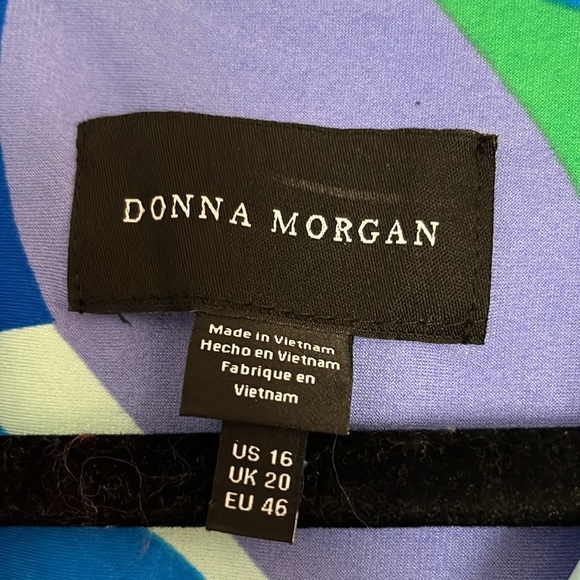 DONNA MORGAN
Made in Vietnam
Hecho en Vietnam
Fabrique en
Vietnam
US 16
UK 20
EU 46